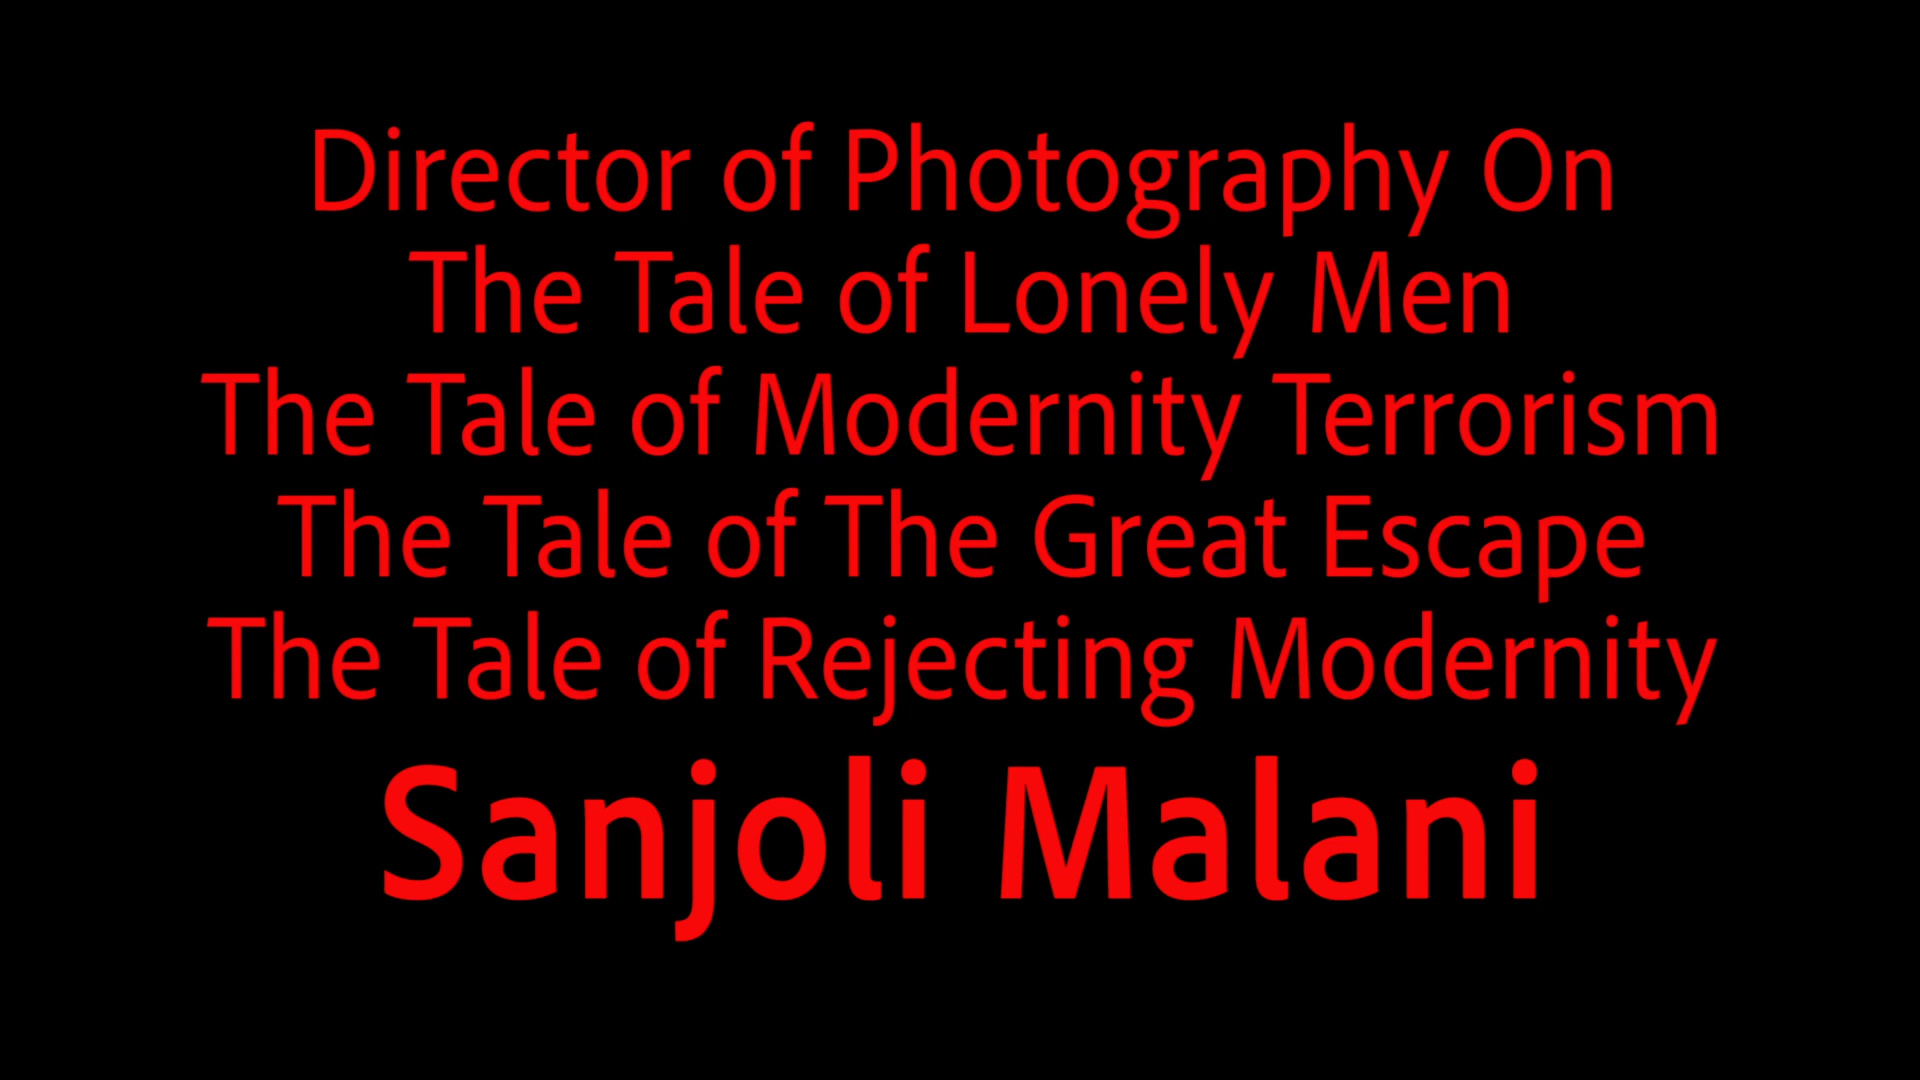 Director of Photography On
The Tale of Lonely Men
The Tale of Modernity Terrorism
The Tale of The Great Escape
The Tale of Rejecting Modernity
Sanjoli Malani